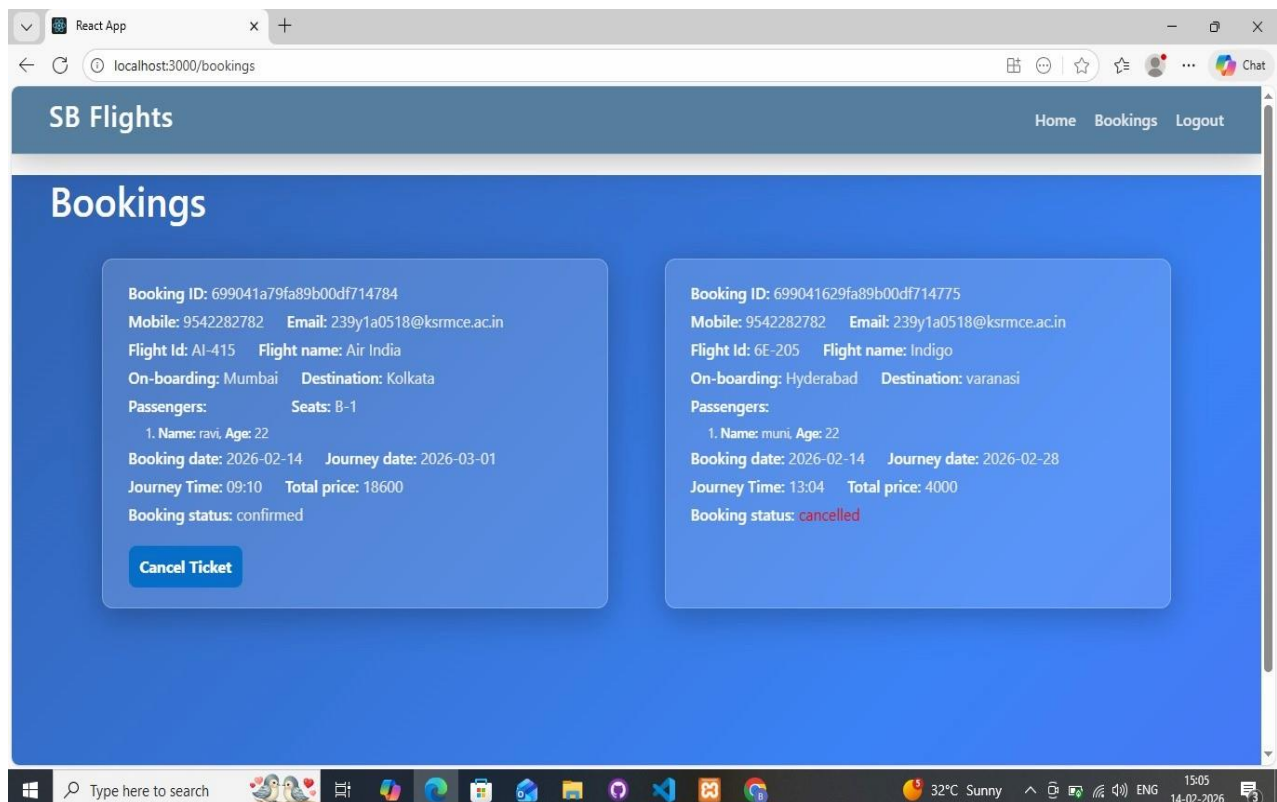 React App
localhost:3000/bookings
Chat
SB Flights
Home Bookings Logout
Bookings
Booking ID: 699041a79fa89b00df714784
Mobile: 9542282782 Email: 239y1a0518@ksrmce.ac.in
Flight Id: AI-415 Flight name: Air India
On-boarding: Mumbai Destination: Kolkata
Passengers: Seats: B-1
1. Name: ravi, Age: 22
Booking date: 2026-02-14 Journey date: 2026-03-01
Journey Time: 09:10 Total price: 18600
Booking status: confirmed
Cancel Ticket
Booking ID: 699041629fa89b00df714775
Mobile: 9542282782 Email: 239y1a0518@ksrmce.ac.in
Flight Id: 6E-205 Flight name: Indigo
On-boarding: Hyderabad Destination: varanasi
Passengers:
1. Name: muni, Age: 22
Booking date: 2026-02-14 Journey date: 2026-02-28
Journey Time: 13:04 Total price: 4000
Booking status: cancelled
Type here to search
5
32°C Sunny
ENG
15:05
14-02-2026
3